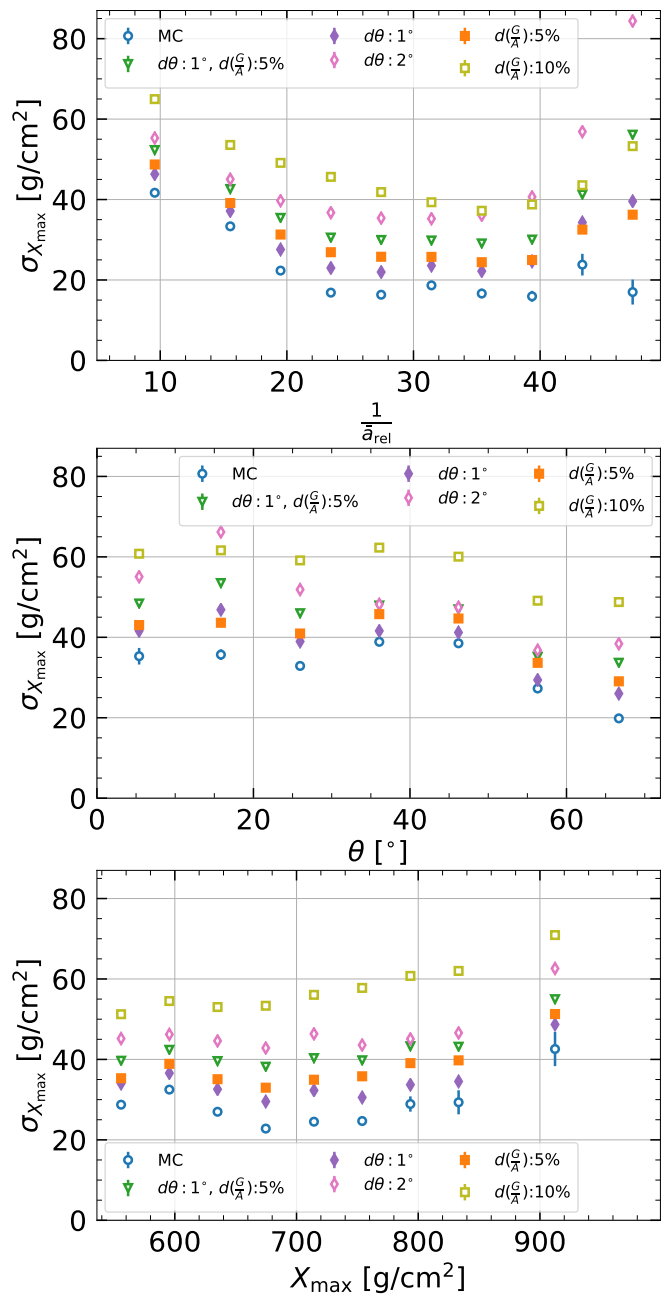 80
60
40
20
0
σ_{X_max} [g/cm²]
MC
dθ : 1°, d(G/A):5%
dθ : 1°
dθ : 2°
d(G/A):5%
d(G/A):10%
10 20 30 40
1/ā_rel
80
60
40
20
0
σ_{X_max} [g/cm²]
MC
dθ : 1°, d(G/A):5%
dθ : 1°
dθ : 2°
d(G/A):5%
d(G/A):10%
0 20 40 60
θ [°]
80
60
40
20
0
σ_{X_max} [g/cm²]
MC
dθ : 1°, d(G/A):5%
dθ : 1°
dθ : 2°
d(G/A):5%
d(G/A):10%
600 700 800 900
X_max [g/cm²]